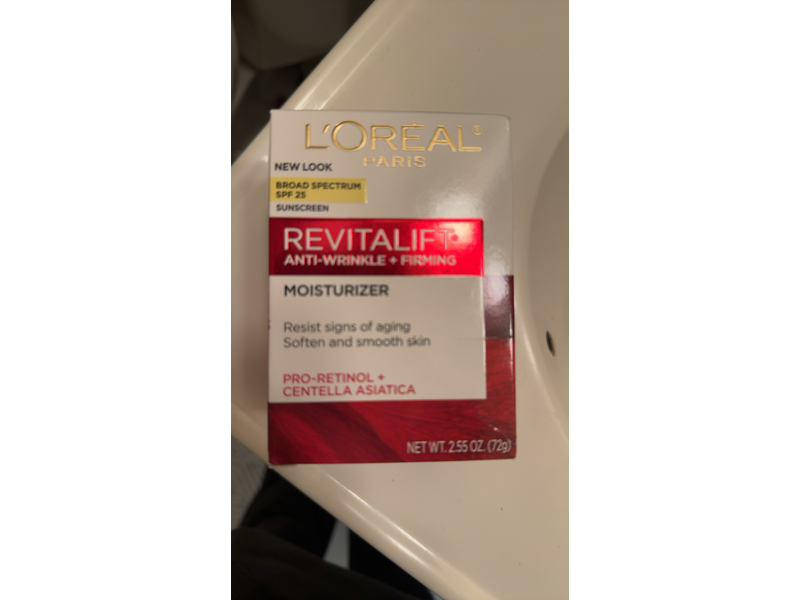 L'ORÉAL®
PARIS
NEW LOOK
BROAD SPECTRUM
SPF 25
SUNSCREEN
REVITALIFT®
ANTI-WRINKLE + FIRMING
MOISTURIZER
Resist signs of aging
Soften and smooth skin
PRO-RETINOL +
CENTELLA ASIATICA
NET WT. 2.55 OZ. (72g)